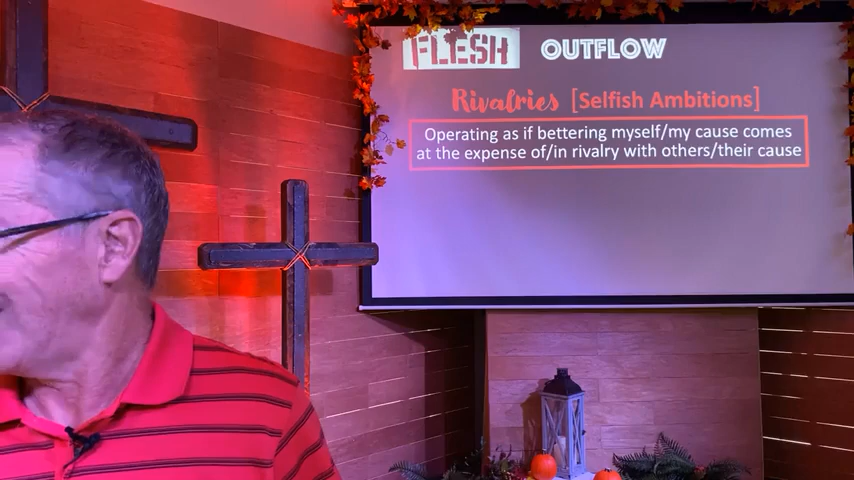 FLESH OUTFLOW
Rivalries [Selfish Ambitions]
Operating as if bettering myself/my cause comes
at the expense of/in rivalry with others/their cause